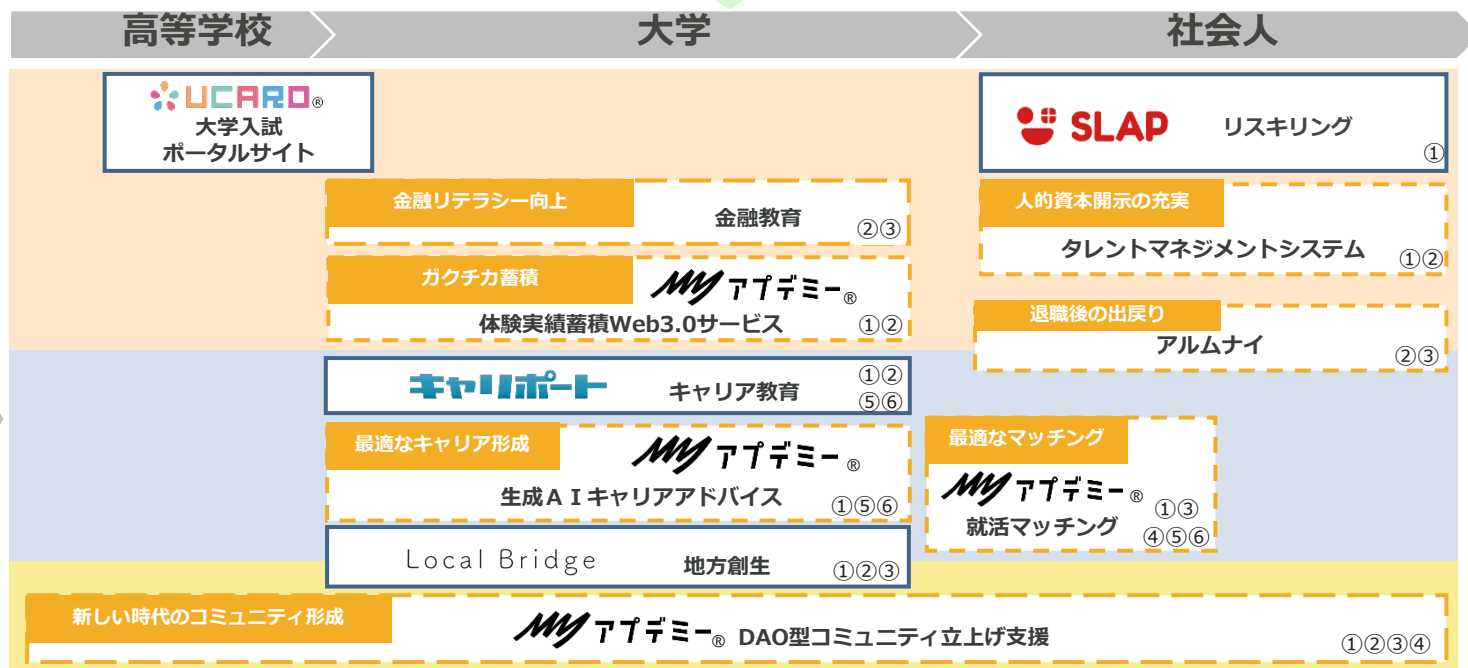 高等学校
大学
社会人
UCARO®
大学入試
ポータルサイト
SLAP リスキリング
①
金融リテラシー向上
金融教育
②③
人的資本開示の充実
タレントマネジメントシステム
①②
ガクチカ蓄積
MYアプデミー®
体験実績蓄積Web3.0サービス
①②
退職後の出戻り
アルムナイ
②③
キャリポート キャリア教育
①②
⑤⑥
最適なキャリア形成
MYアプデミー®
生成AIキャリアアドバイス
①⑤⑥
最適なマッチング
MYアプデミー®
就活マッチング
①③
④⑤⑥
Local Bridge 地方創生
①②③
新しい時代のコミュニティ形成
MYアプデミー® DAO型コミュニティ立上げ支援
①②③④